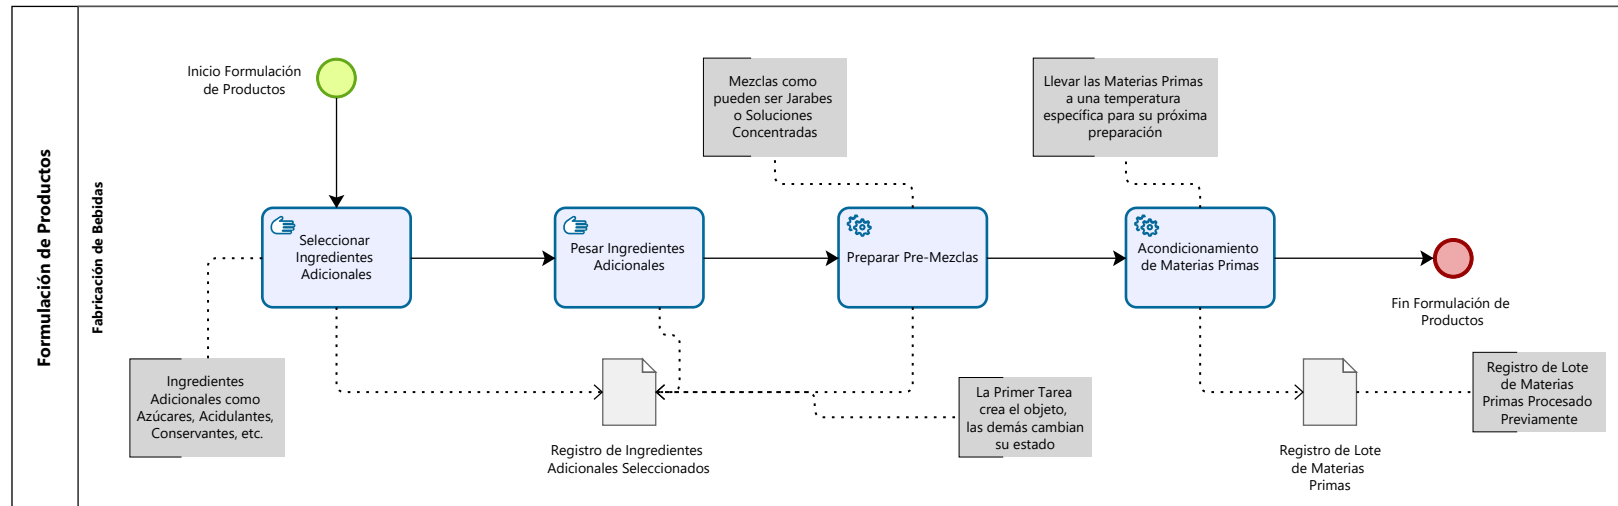 Formulación de Productos
Fabricación de Bebidas
Inicio Formulación
de Productos
Mezclas como
pueden ser Jarabes
o Soluciones
Concentradas
Llevar las Materias Primas
a una temperatura
específica para su próxima
preparación
Seleccionar
Ingredientes
Adicionales
Pesar Ingredientes
Adicionales
Preparar Pre-Mezclas
Acondicionamiento
de Materias Primas
Fin Formulación de
Productos
Ingredientes
Adicionales como
Azúcares, Acidulantes,
Conservantes, etc.
Registro de Ingredientes
Adicionales Seleccionados
La Primer Tarea
crea el objeto,
las demás cambian
su estado
Registro de Lote
de Materias
Primas
Registro de Lote
de Materias
Primas Procesado
Previamente